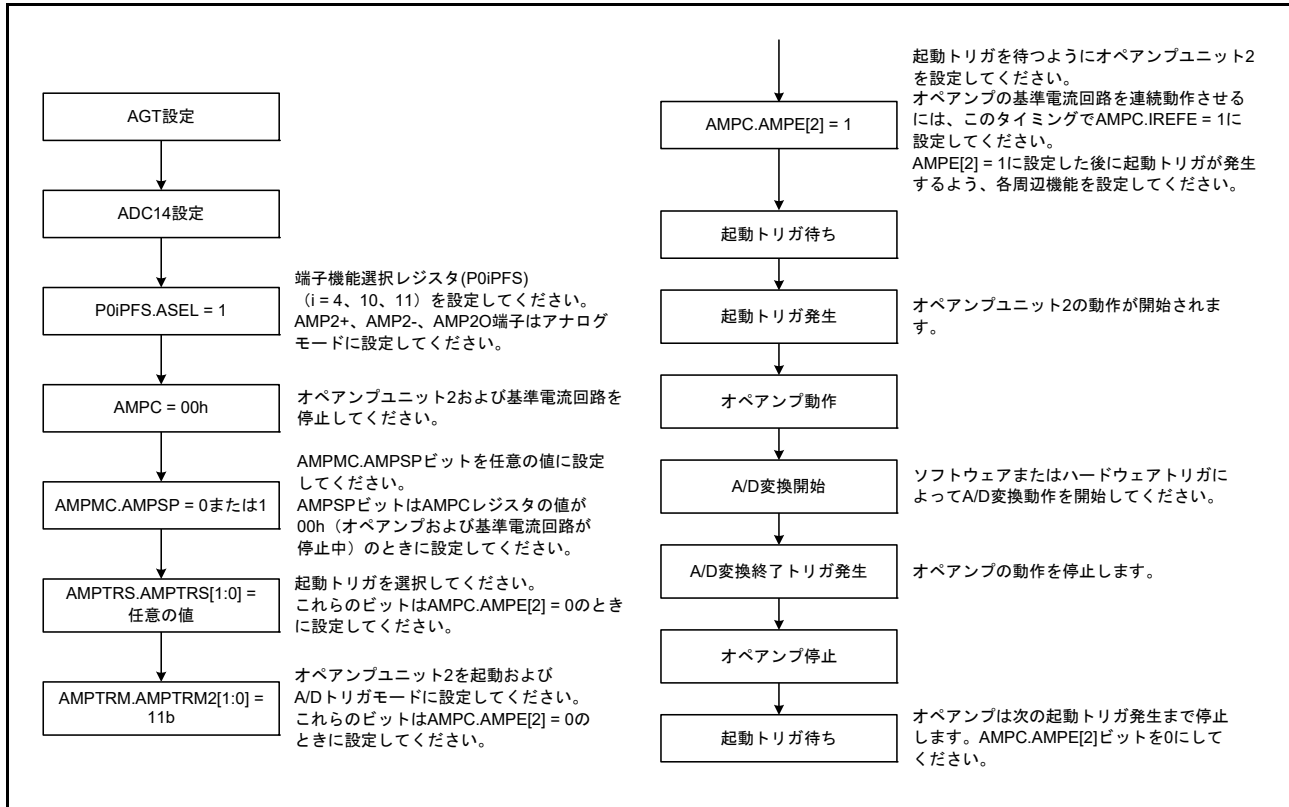 AGT設定
ADC14設定
P0iPFS.ASEL = 1
端子機能選択レジスタ(P0iPFS)
（i = 4、10、11）を設定してください。
AMP2+、AMP2-、AMP2O端子はアナログ
モードに設定してください。
AMPC = 00h
オペアンプユニット2および基準電流回路を
停止してください。
AMPMC.AMPSP = 0または1
AMPMC.AMPSPビットを任意の値に設定
してください。
AMPSPビットはAMPCレジスタの値が
00h（オペアンプおよび基準電流回路が
停止中）のときに設定してください。
AMPTRS.AMPTRS[1:0] =
任意の値
起動トリガを選択してください。
これらのビットはAMPC.AMPE[2] = 0のとき
に設定してください。
AMPTRM.AMPTRM2[1:0] =
11b
オペアンプユニット2を起動および
A/Dトリガモードに設定してください。
これらのビットはAMPC.AMPE[2] = 0の
ときに設定してください。
AMPC.AMPE[2] = 1
起動トリガを待つようにオペアンプユニット2
を設定してください。
オペアンプの基準電流回路を連続動作させる
には、このタイミングでAMPC.IREFE = 1に
設定してください。
AMPE[2] = 1に設定した後に起動トリガが発生
するよう、各周辺機能を設定してください。
起動トリガ待ち
起動トリガ発生
オペアンプユニット2の動作が開始されま
す。
オペアンプ動作
A/D変換開始
ソフトウェアまたはハードウェアトリガに
よってA/D変換動作を開始してください。
A/D変換終了トリガ発生
オペアンプの動作を停止します。
オペアンプ停止
起動トリガ待ち
オペアンプは次の起動トリガ発生まで停止
します。AMPC.AMPE[2]ビットを0にして
ください。